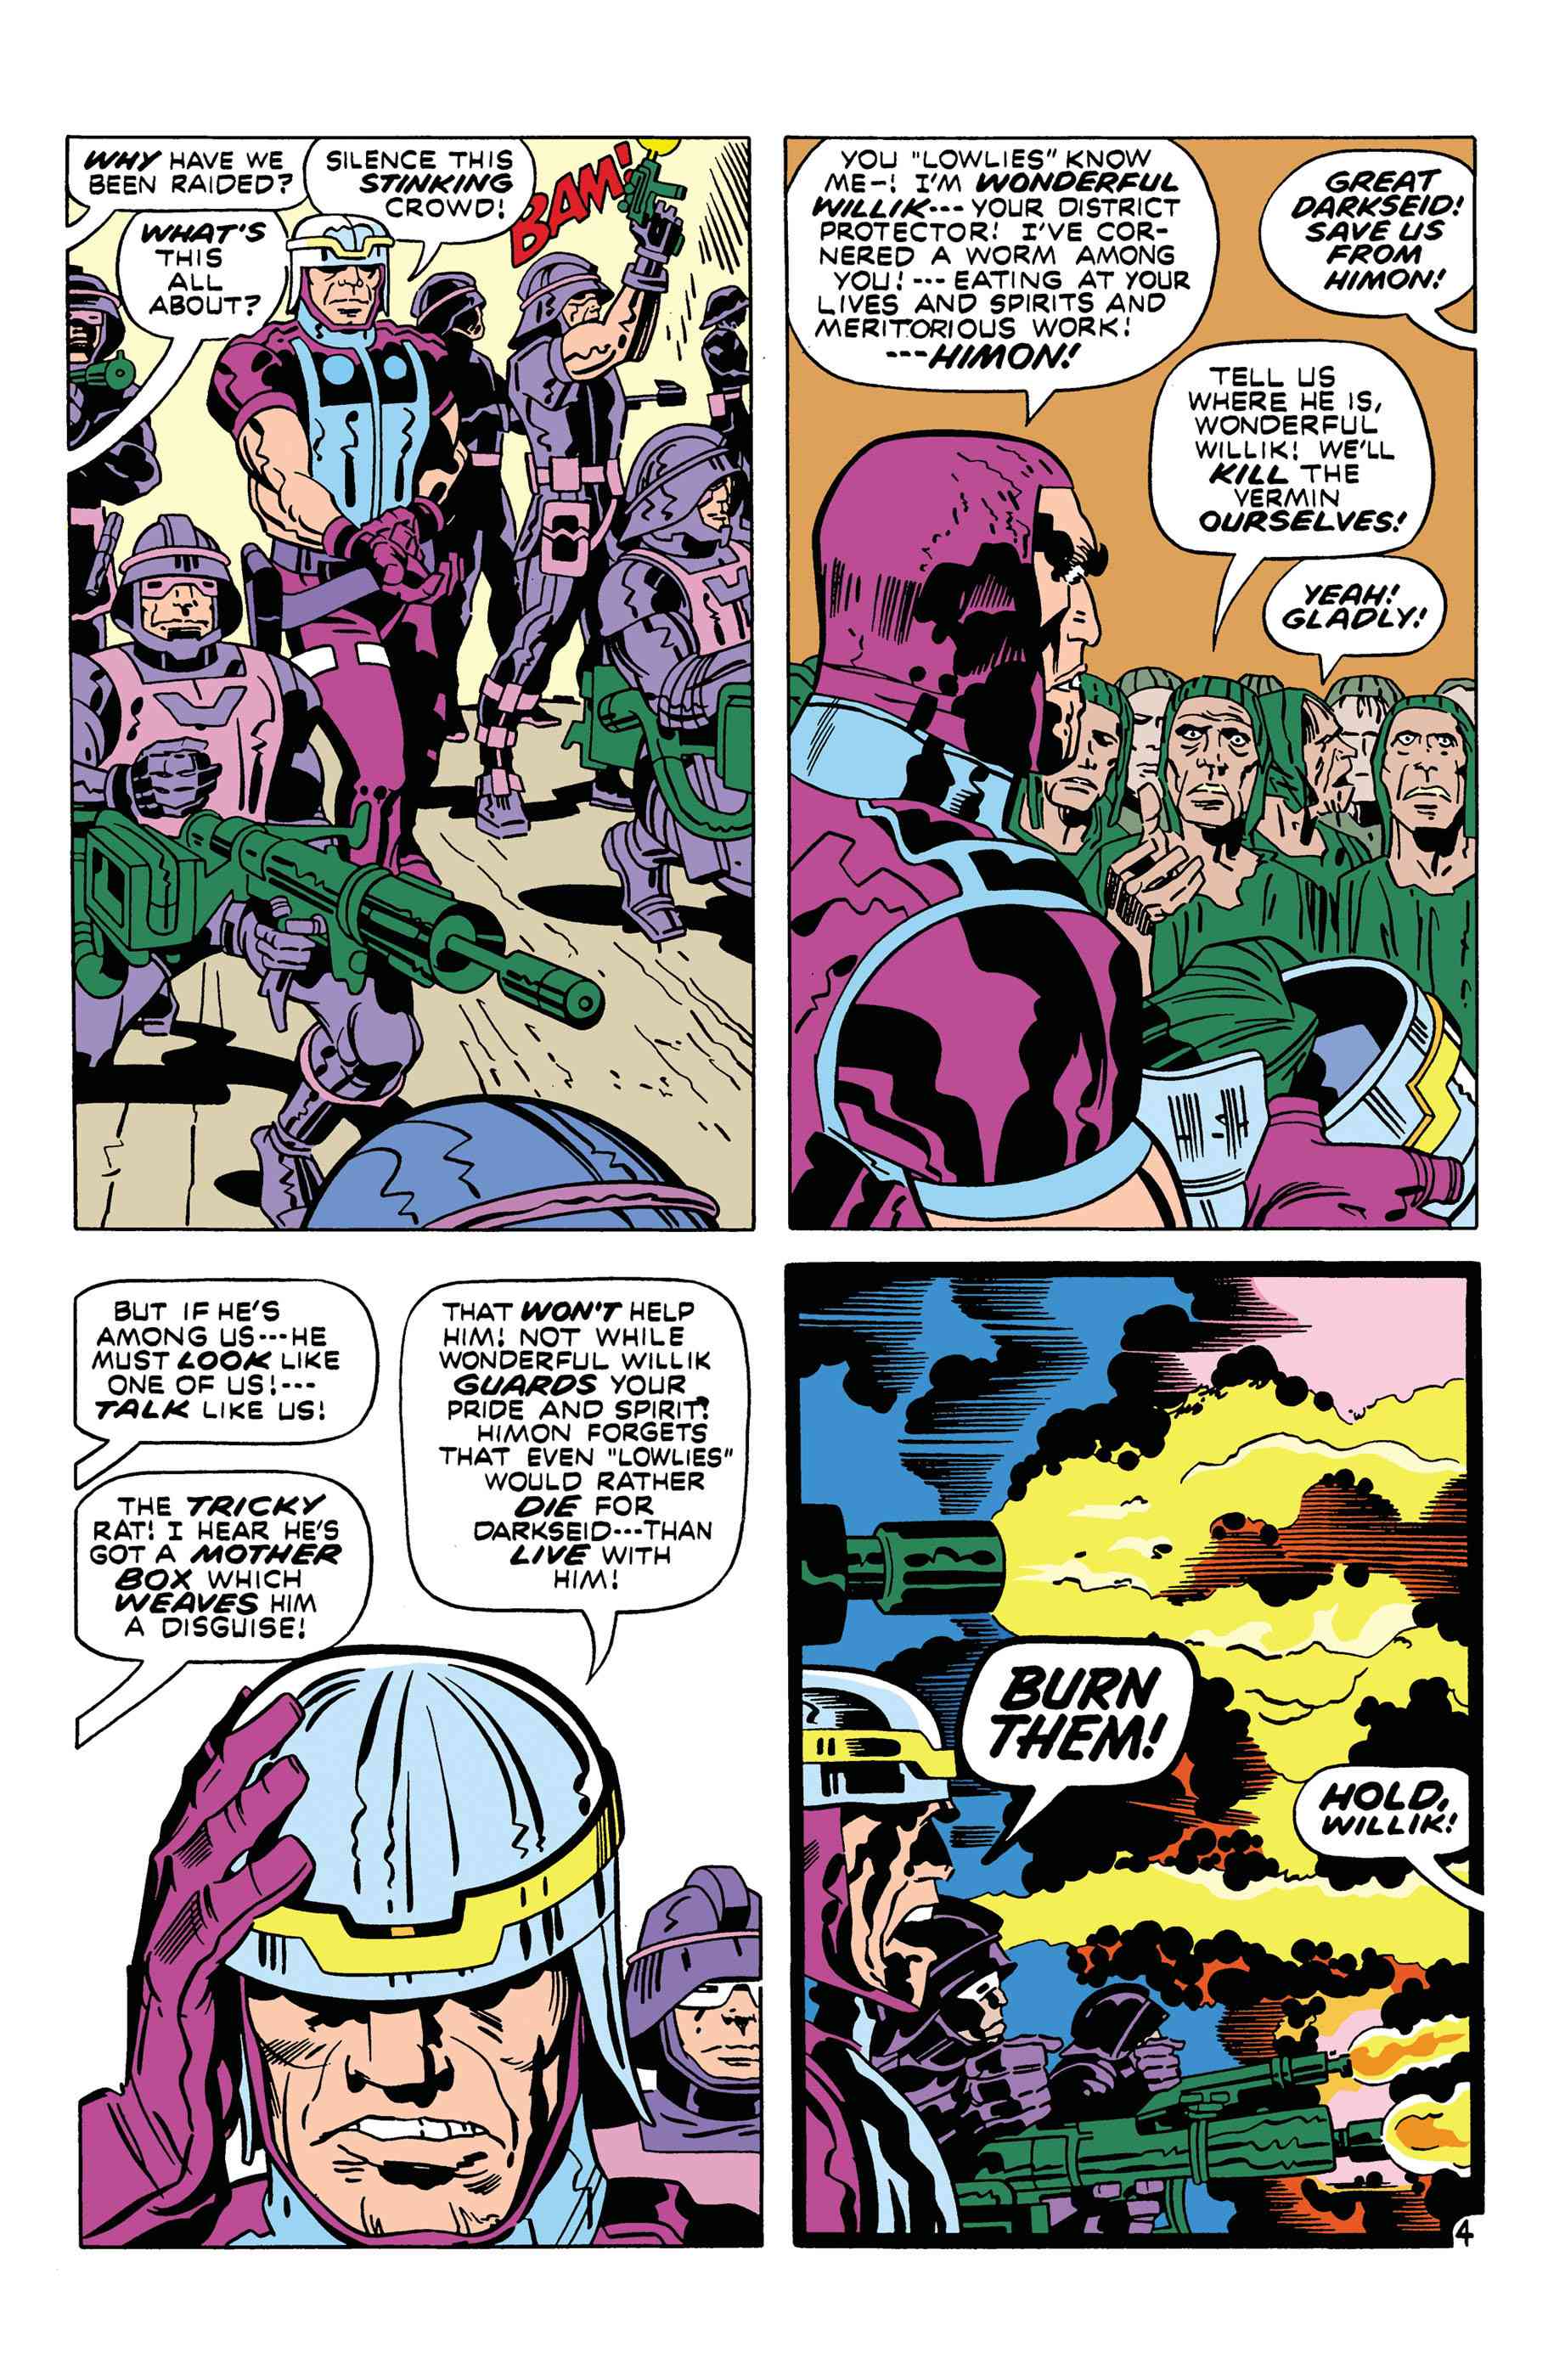 WHY HAVE WE
BEEN RAIDED?
WHAT'S
THIS
ALL
ABOUT?
SILENCE THIS
STINKING
CROWD!
BAM!
YOU "LOWLIES" KNOW
ME-! I'M WONDERFUL
WILLIK--- YOUR DISTRICT
PROTECTOR! I'VE COR-
NERED A WORM AMONG
YOU!--- EATING AT YOUR
LIVES AND SPIRITS AND
MERITORIOUS WORK!
---HIMON!
GREAT
DARKSEID!
SAVE US
FROM
HIMON!
TELL US
WHERE HE IS,
WONDERFUL
WILLIK! WE'LL
KILL THE
VERMIN
OURSELVES!
YEAH!
GLADLY!
BUT IF HE'S
AMONG US---HE
MUST LOOK LIKE
ONE OF US!---
TALK LIKE US!
THE TRICKY
RAT! I HEAR HE'S
GOT A MOTHER
BOX WHICH
WEAVES HIM
A DISGUISE!
THAT WON'T HELP
HIM! NOT WHILE
WONDERFUL WILLIK
GUARDS YOUR
PRIDE AND SPIRIT!
HIMON FORGETS
THAT EVEN "LOWLIES"
WOULD RATHER
DIE FOR
DARKSEID---THAN
LIVE WITH
HIM!
BURN
THEM!
HOLD,
WILLIK!
4